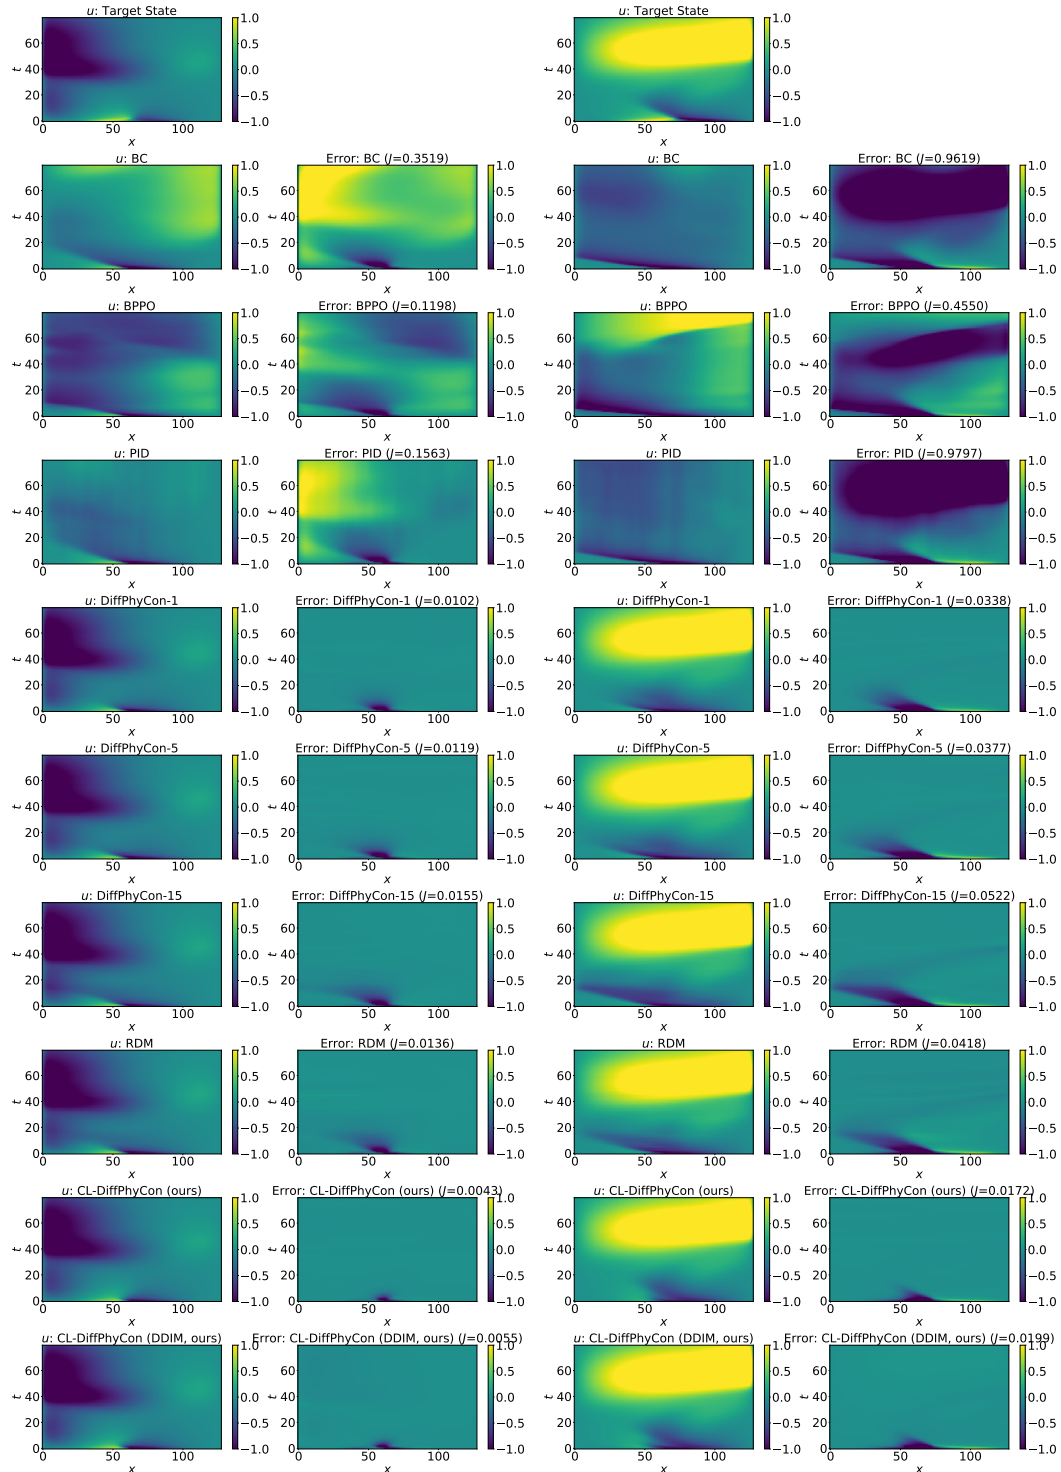 u: Target State
u: Target State
u: BC
Error: BC (J=0.3519)
u: BC
Error: BC (J=0.9619)
u: BPPO
Error: BPPO (J=0.1198)
u: BPPO
Error: BPPO (J=0.4550)
u: PID
Error: PID (J=0.1563)
u: PID
Error: PID (J=0.9797)
u: DiffPhyCon-1
Error: DiffPhyCon-1 (J=0.0102)
u: DiffPhyCon-1
Error: DiffPhyCon-1 (J=0.0338)
u: DiffPhyCon-5
Error: DiffPhyCon-5 (J=0.0119)
u: DiffPhyCon-5
Error: DiffPhyCon-5 (J=0.0377)
u: DiffPhyCon-15
Error: DiffPhyCon-15 (J=0.0155)
u: DiffPhyCon-15
Error: DiffPhyCon-15 (J=0.0522)
u: RDM
Error: RDM (J=0.0136)
u: RDM
Error: RDM (J=0.0418)
u: CL-DiffPhyCon (ours)
Error: CL-DiffPhyCon (ours) (J=0.0043)
u: CL-DiffPhyCon (ours)
Error: CL-DiffPhyCon (ours) (J=0.0172)
u: CL-DiffPhyCon (DDIM, ours)
Error: CL-DiffPhyCon (DDIM, ours) (J=0.0055)
u: CL-DiffPhyCon (DDIM, ours)
Error: CL-DiffPhyCon (DDIM, ours) (J=0.0199)